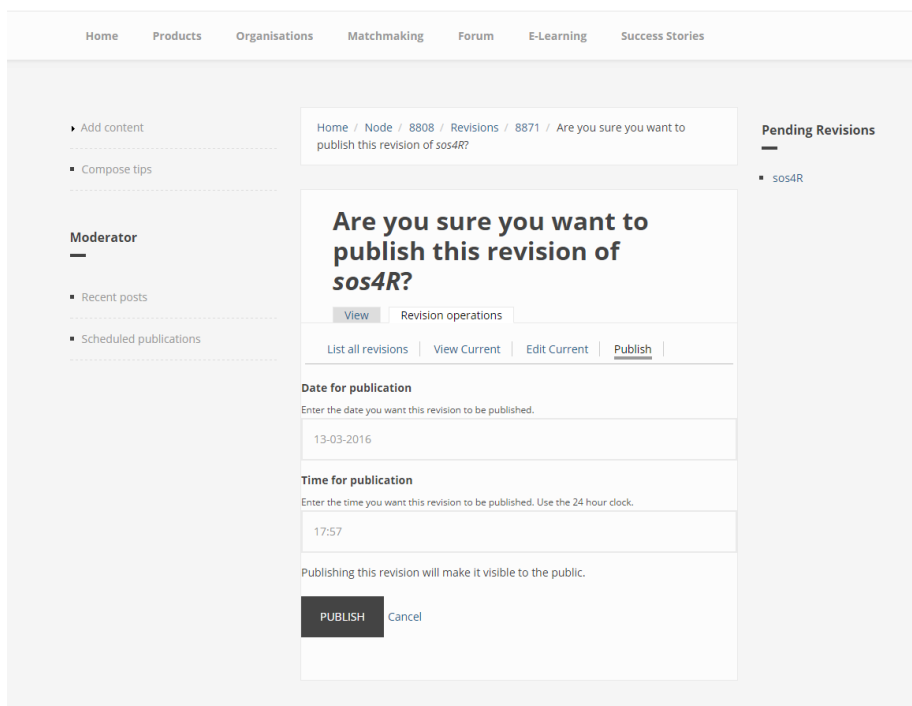 Home Products Organisations Matchmaking Forum E-Learning Success Stories
Add content
Compose tips
Moderator
Recent posts
Scheduled publications
Home / Node / 8808 / Revisions / 8871 / Are you sure you want to
publish this revision of sos4R?
Are you sure you want to
publish this revision of
sos4R?
View Revision operations
List all revisions View Current Edit Current Publish
Date for publication
Enter the date you want this revision to be published.
13-03-2016
Time for publication
Enter the time you want this revision to be published. Use the 24 hour clock.
17:57
Publishing this revision will make it visible to the public.
PUBLISH Cancel
Pending Revisions
sos4R